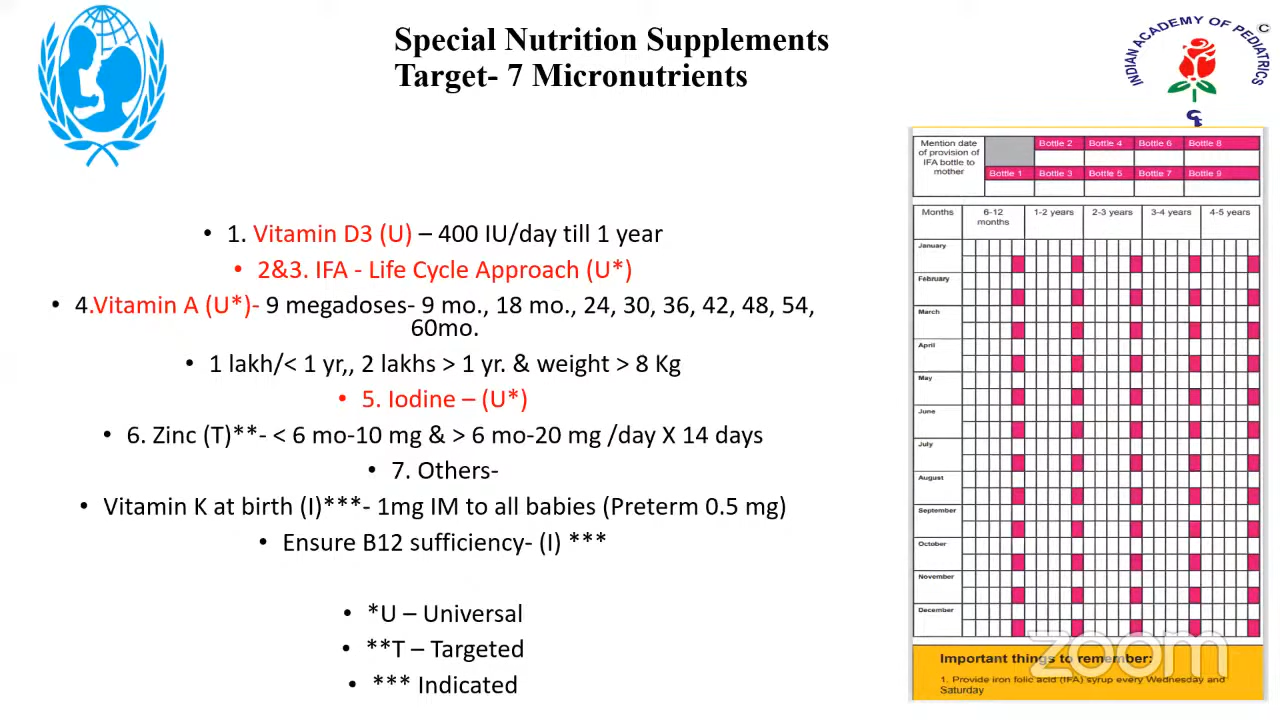 Special Nutrition Supplements
Target- 7 Micronutrients
INDIAN ACADEMY OF PEDIATRICS
©
• 1. Vitamin D3 (U) – 400 IU/day till 1 year
• 2&3. IFA - Life Cycle Approach (U*)
• 4.Vitamin A (U*)- 9 megadoses- 9 mo., 18 mo., 24, 30, 36, 42, 48, 54,
60mo.
• 1 lakh/< 1 yr,, 2 lakhs > 1 yr. & weight > 8 Kg
• 5. Iodine – (U*)
• 6. Zinc (T)**- < 6 mo-10 mg & > 6 mo-20 mg /day X 14 days
• 7. Others-
• Vitamin K at birth (I)***- 1mg IM to all babies (Preterm 0.5 mg)
• Ensure B12 sufficiency- (I) ***
• *U – Universal
• **T – Targeted
• *** Indicated
Mention date
of provision of
IFA bottle to
mother
Bottle 2 Bottle 4 Bottle 6 Bottle 8
Bottle 1 Bottle 3 Bottle 5 Bottle 7 Bottle 9
Months 6-12 months 1-2 years 2-3 years 3-4 years 4-5 years
January
February
March
April
May
June
July
August
September
October
November
December
zoom
Important things to remember:
1. Provide iron folic acid (IFA) syrup every Wednesday and
Saturday